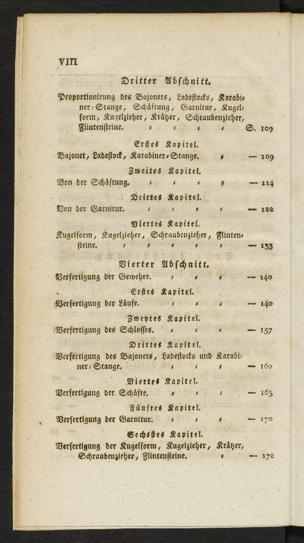 VIII
Dritter Abschnitt.
Proportionirung des Bajonets, Ladestocks, Karabi-
ner-Stange, Schäftung, Garnitur, Kugel-
form, Kugelzieher, Krätzer, Schraubenzieher,
Flintensteine. S. 109
Erstes Kapitel.
Bajonet, Ladestock, Karabiner-Stange. — 109
Zweites Kapitel.
Von der Schäftung. — 114
Drittes Kapitel.
Von der Garnitur. — 122
Viertes Kapitel.
Kugelform, Kugelzieher, Schraubenzieher, Flinten-
steine. — 133
Vierter Abschnitt.
Verfertigung der Gewehre. — 140
Erstes Kapitel.
Verfertigung der Läufe. — 140
Zweytes Kapitel.
Verfertigung des Schlosses. — 157
Drittes Kapitel.
Verfertigung des Bajonets, Ladestocks und Karabi-
ner-Stange. — 160
Viertes Kapitel.
Verfertigung der Schäfte. — 163
Fünftes Kapitel.
Verfertigung der Garnitur. — 170
Sechstes Kapitel.
Verfertigung der Kugelform, Kugelzieher, Krätzer,
Schraubenzieher, Flintensteine. — 172